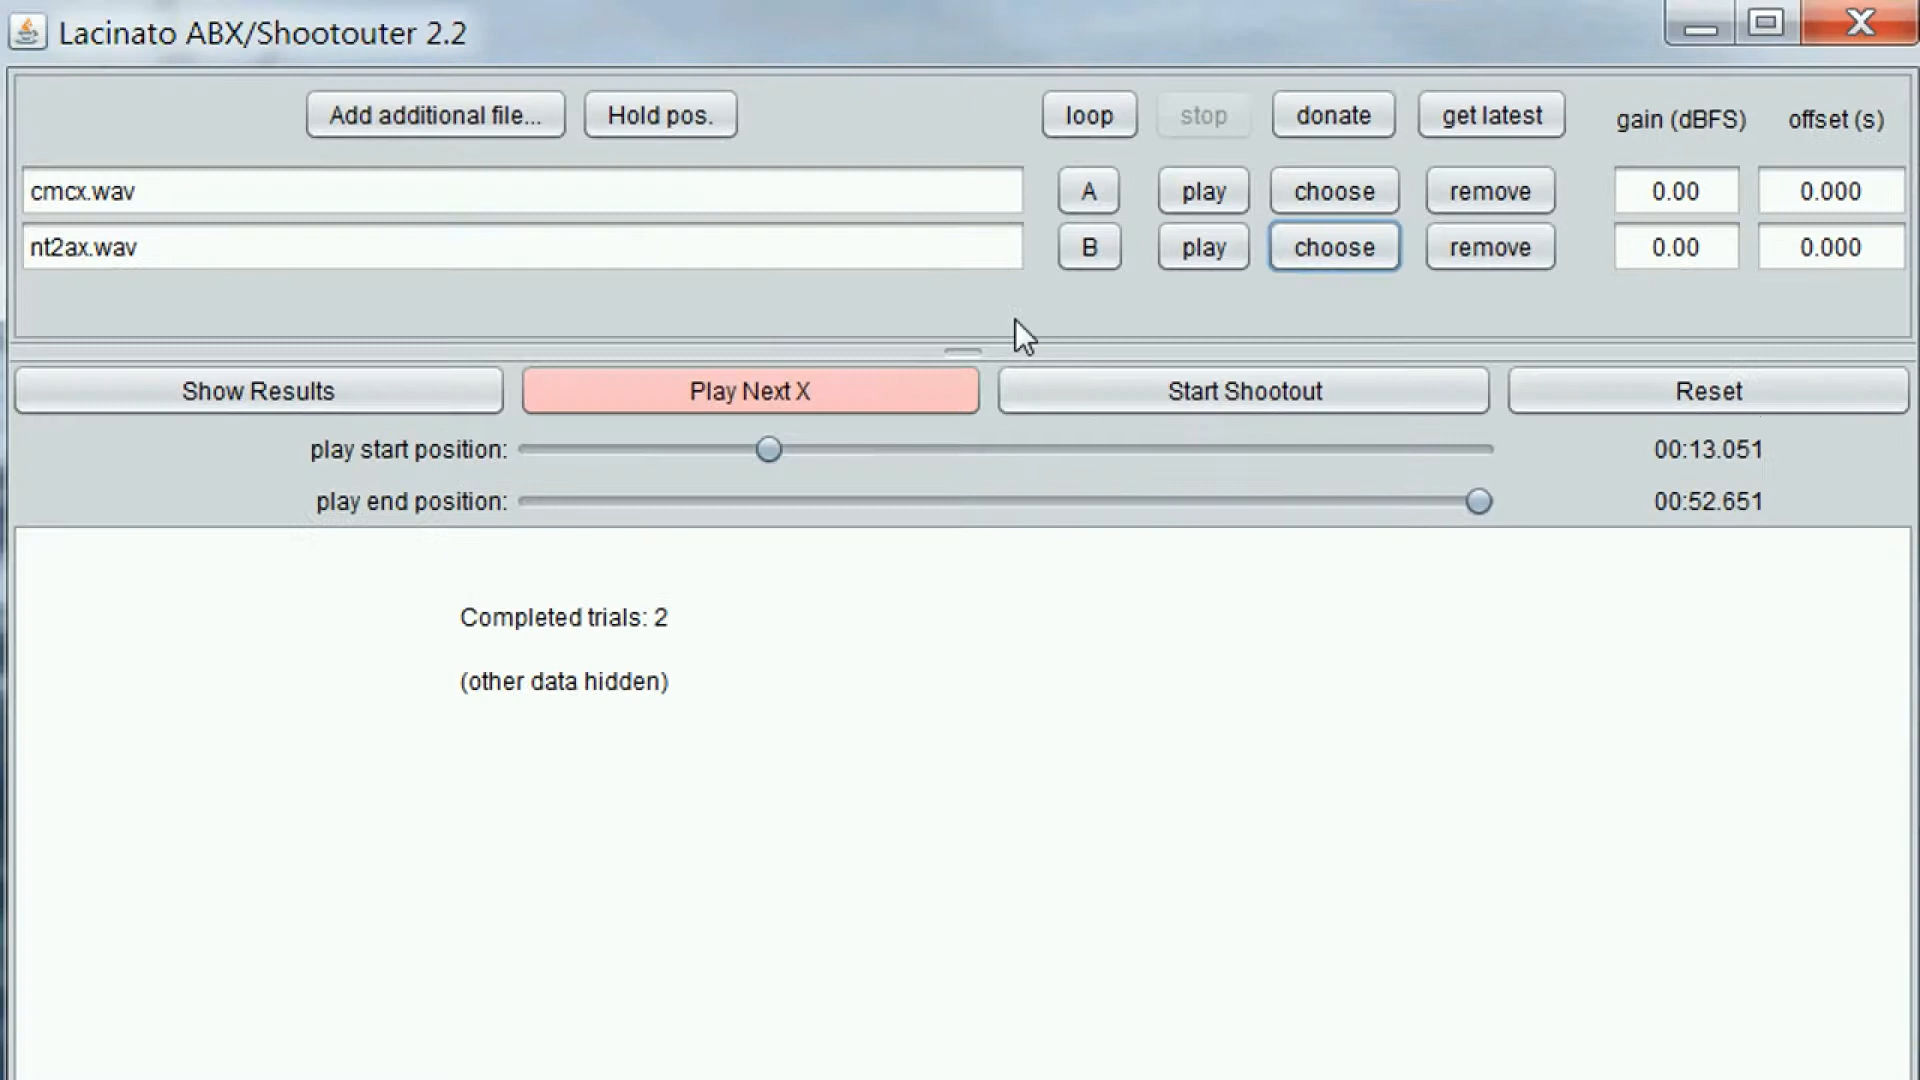 Lacinato ABX/Shootouter 2.2
Add additional file... Hold pos. loop stop donate get latest gain (dBFS) offset (s)
cmcx.wav A play choose remove 0.00 0.000
nt2ax.wav B play choose remove 0.00 0.000
Show Results Play Next X Start Shootout Reset
play start position: 00:13.051
play end position: 00:52.651
Completed trials: 2
(other data hidden)